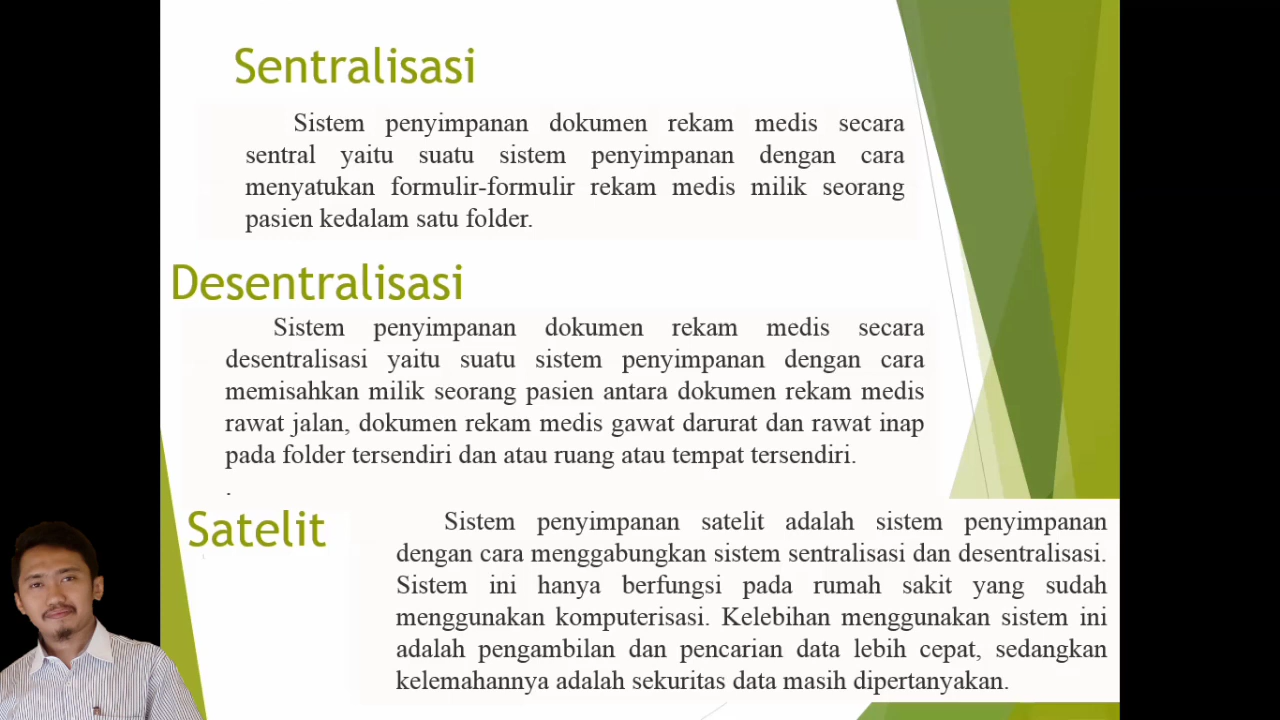 Sentralisasi
Sistem penyimpanan dokumen rekam medis secara
sentral yaitu suatu sistem penyimpanan dengan cara
menyatukan formulir-formulir rekam medis milik seorang
pasien kedalam satu folder.
Desentralisasi
Sistem penyimpanan dokumen rekam medis secara
desentralisasi yaitu suatu sistem penyimpanan dengan cara
memisahkan milik seorang pasien antara dokumen rekam medis
rawat jalan, dokumen rekam medis gawat darurat dan rawat inap
pada folder tersendiri dan atau ruang atau tempat tersendiri.
.
Satelit
Sistem penyimpanan satelit adalah sistem penyimpanan
dengan cara menggabungkan sistem sentralisasi dan desentralisasi.
Sistem ini hanya berfungsi pada rumah sakit yang sudah
menggunakan komputerisasi. Kelebihan menggunakan sistem ini
adalah pengambilan dan pencarian data lebih cepat, sedangkan
kelemahannya adalah sekuritas data masih dipertanyakan.